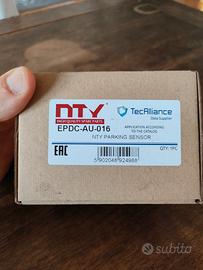 nTY
HIGH QUALITY SPARE PARTS
TecAlliance
Data Supplier
EPDC-AU-016
APPLICATION ACCORDING
TO THE CATALOG
NTY PARKING SENSOR
EAC
QTY: 1PC
5902048924988
subito